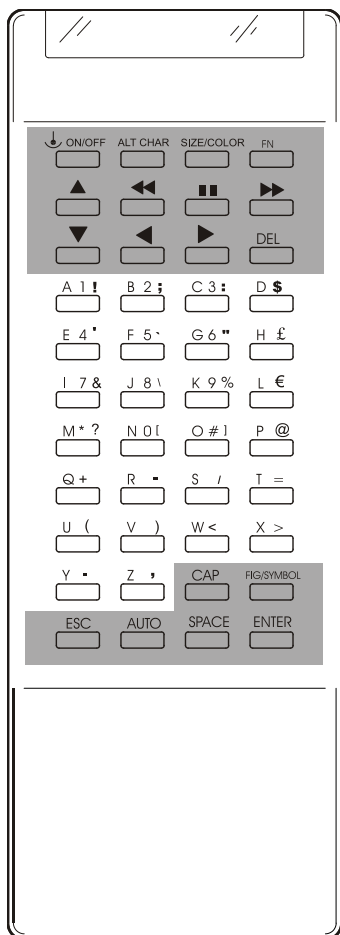 ON/OFF ALT CHAR SIZE/COLOR FN
DEL
A 1 ! B 2 ; C 3 : D $
E 4 ' F 5 ` G 6 " H £
I 7 & J 8 \ K 9 % L €
M * ? N 0 [ O # ] P @
Q + R - S / T =
U ( V ) W < X >
Y - Z , CAP FIG/SYMBOL
ESC AUTO SPACE ENTER